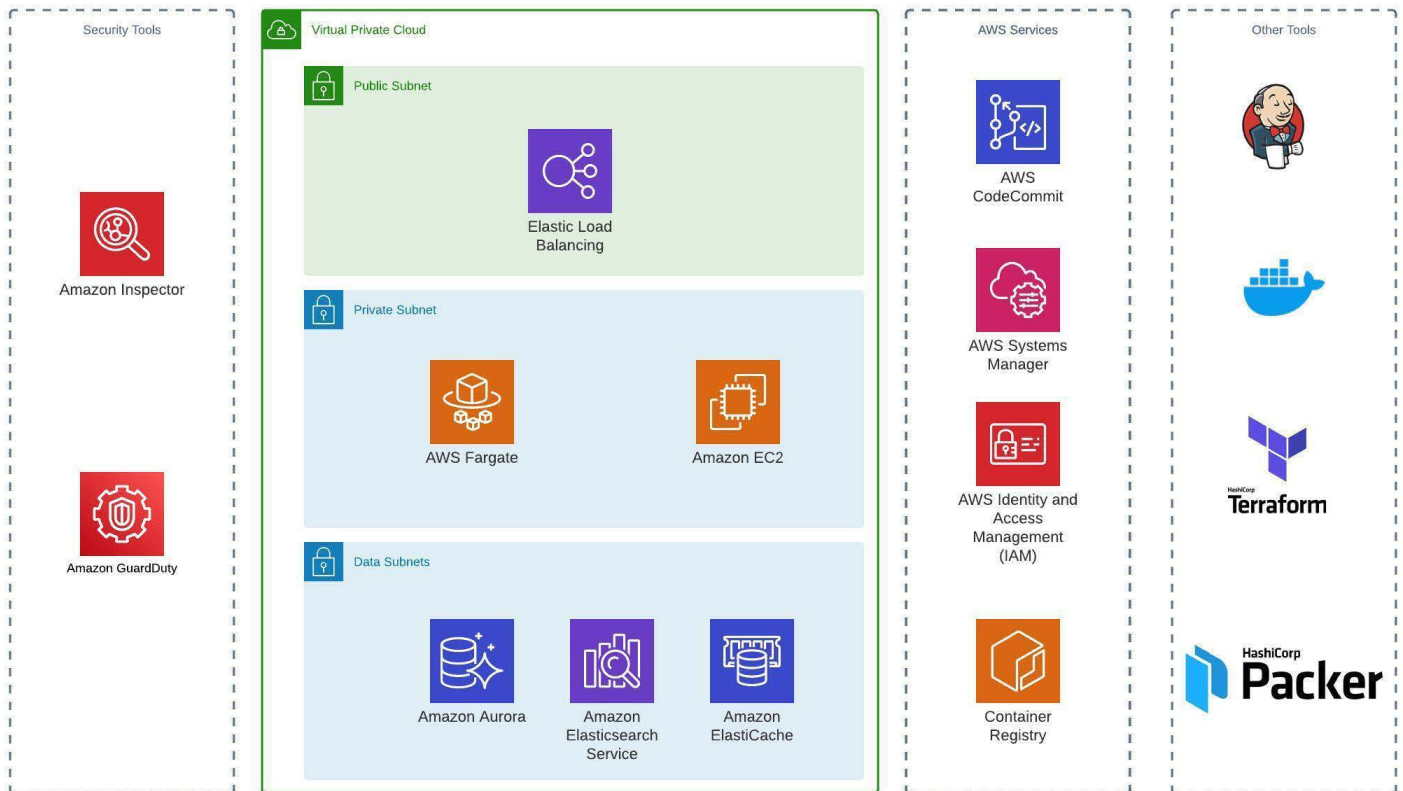 Security Tools
Amazon Inspector
Amazon GuardDuty
Virtual Private Cloud
Public Subnet
Elastic Load
Balancing
Private Subnet
AWS Fargate
Amazon EC2
Data Subnets
Amazon Aurora
Amazon
Elasticsearch
Service
Amazon
ElastiCache
AWS Services
AWS
CodeCommit
AWS Systems
Manager
AWS Identity and
Access
Management
(IAM)
Container
Registry
Other Tools
HashiCorp
Terraform
HashiCorp
Packer